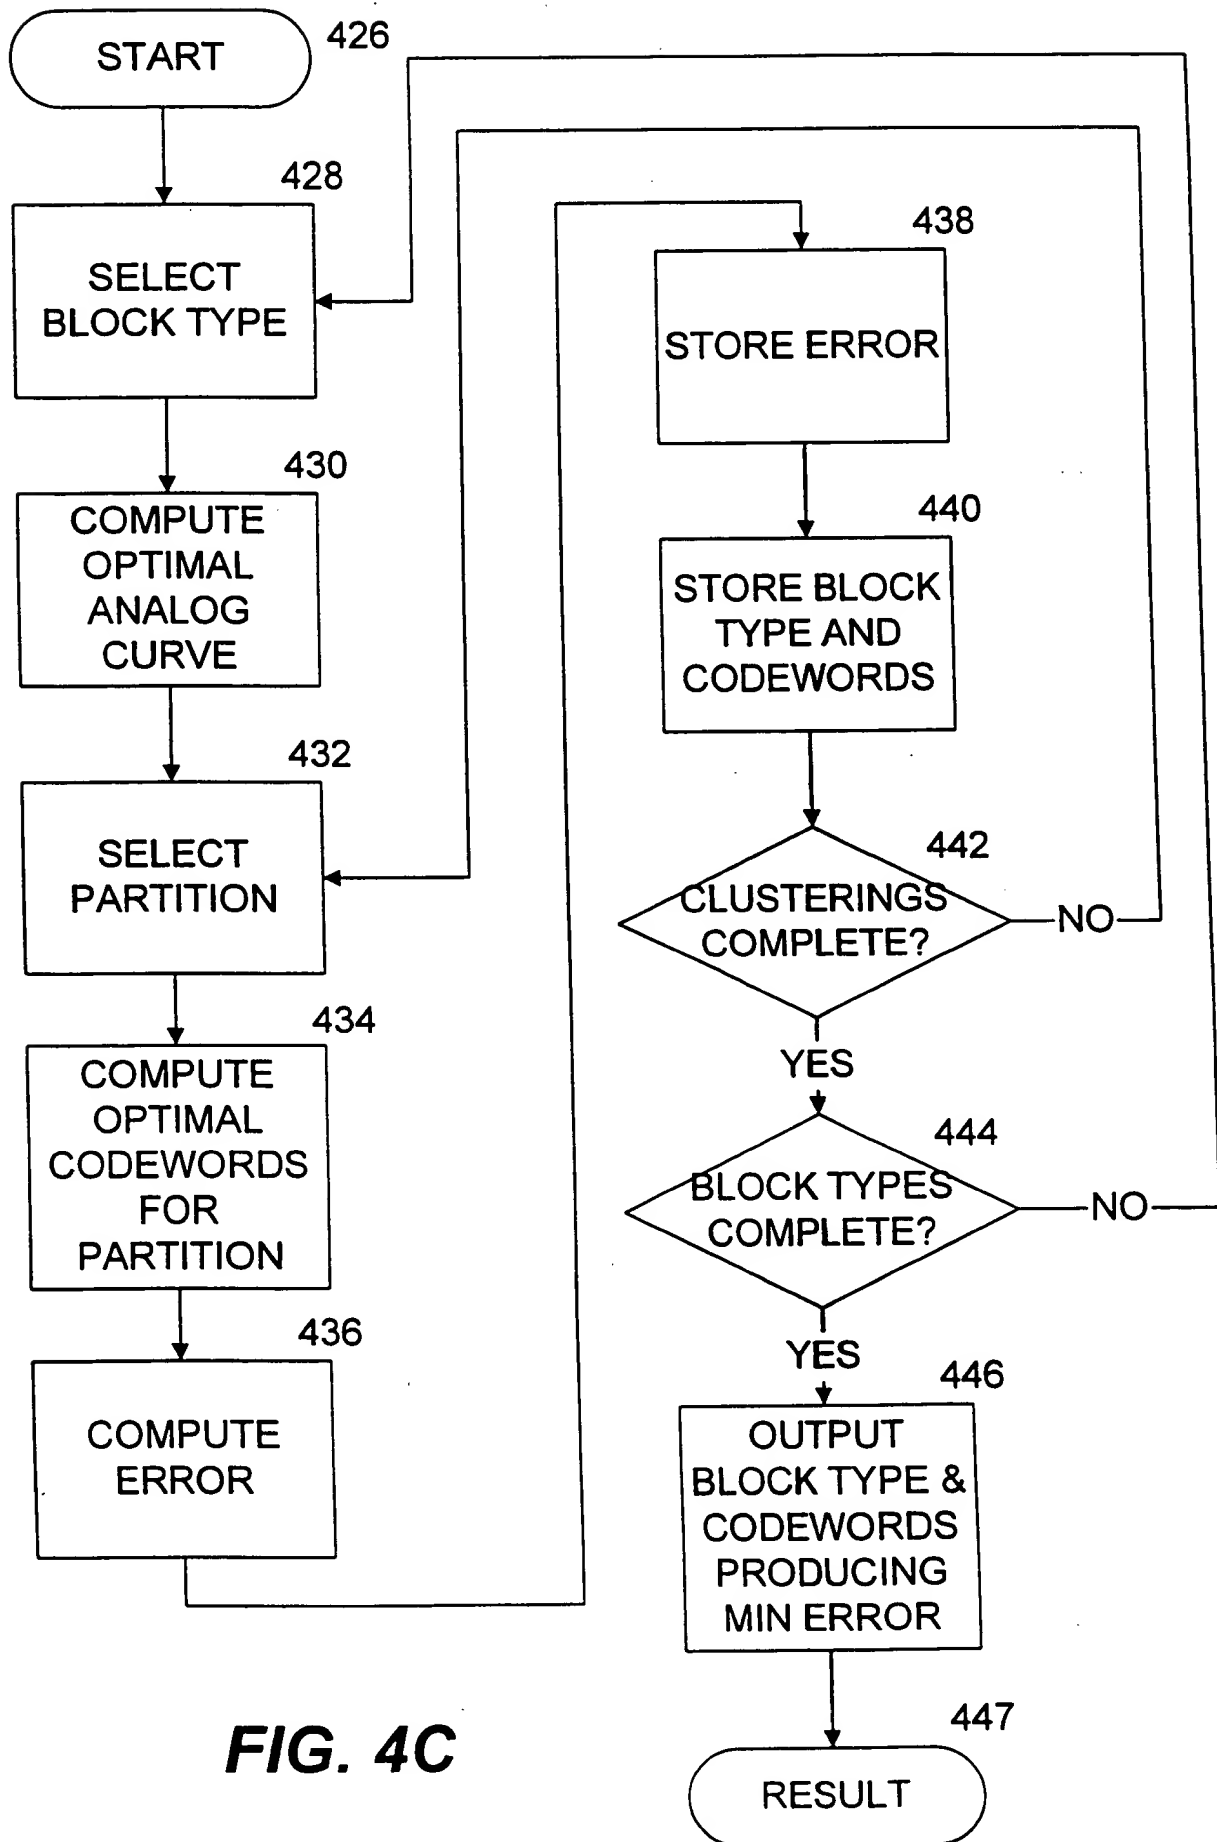 START
426
428
SELECT
BLOCK TYPE
430
COMPUTE
OPTIMAL
ANALOG
CURVE
432
SELECT
PARTITION
434
COMPUTE
OPTIMAL
CODEWORDS
FOR
PARTITION
436
COMPUTE
ERROR
438
STORE ERROR
440
STORE BLOCK
TYPE AND
CODEWORDS
442
CLUSTERINGS
COMPLETE?
NO
YES
444
BLOCK TYPES
COMPLETE?
NO
YES
446
OUTPUT
BLOCK TYPE &
CODEWORDS
PRODUCING
MIN ERROR
447
RESULT
FIG. 4C